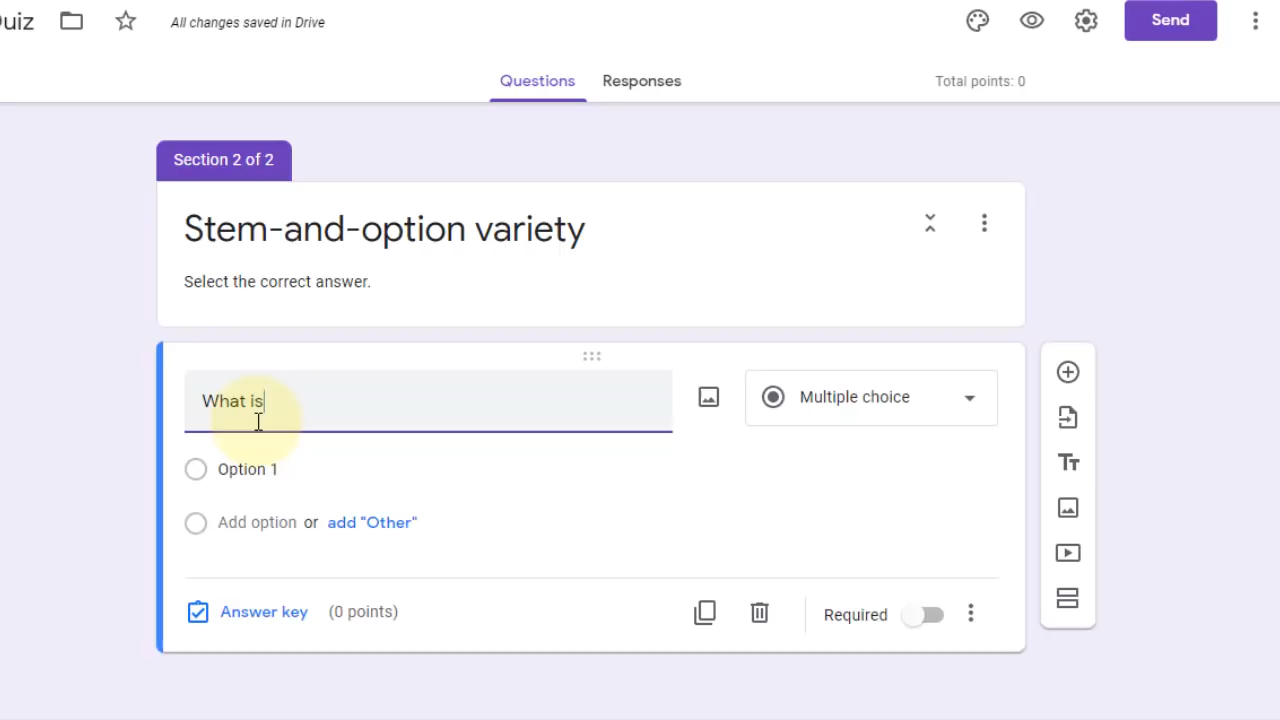 uiz
All changes saved in Drive
Send
Questions
Responses
Total points: 0
Section 2 of 2
Stem-and-option variety
Select the correct answer.
What is
Multiple choice
Option 1
Add option or add "Other"
Tт
Answer key (0 points)
Required